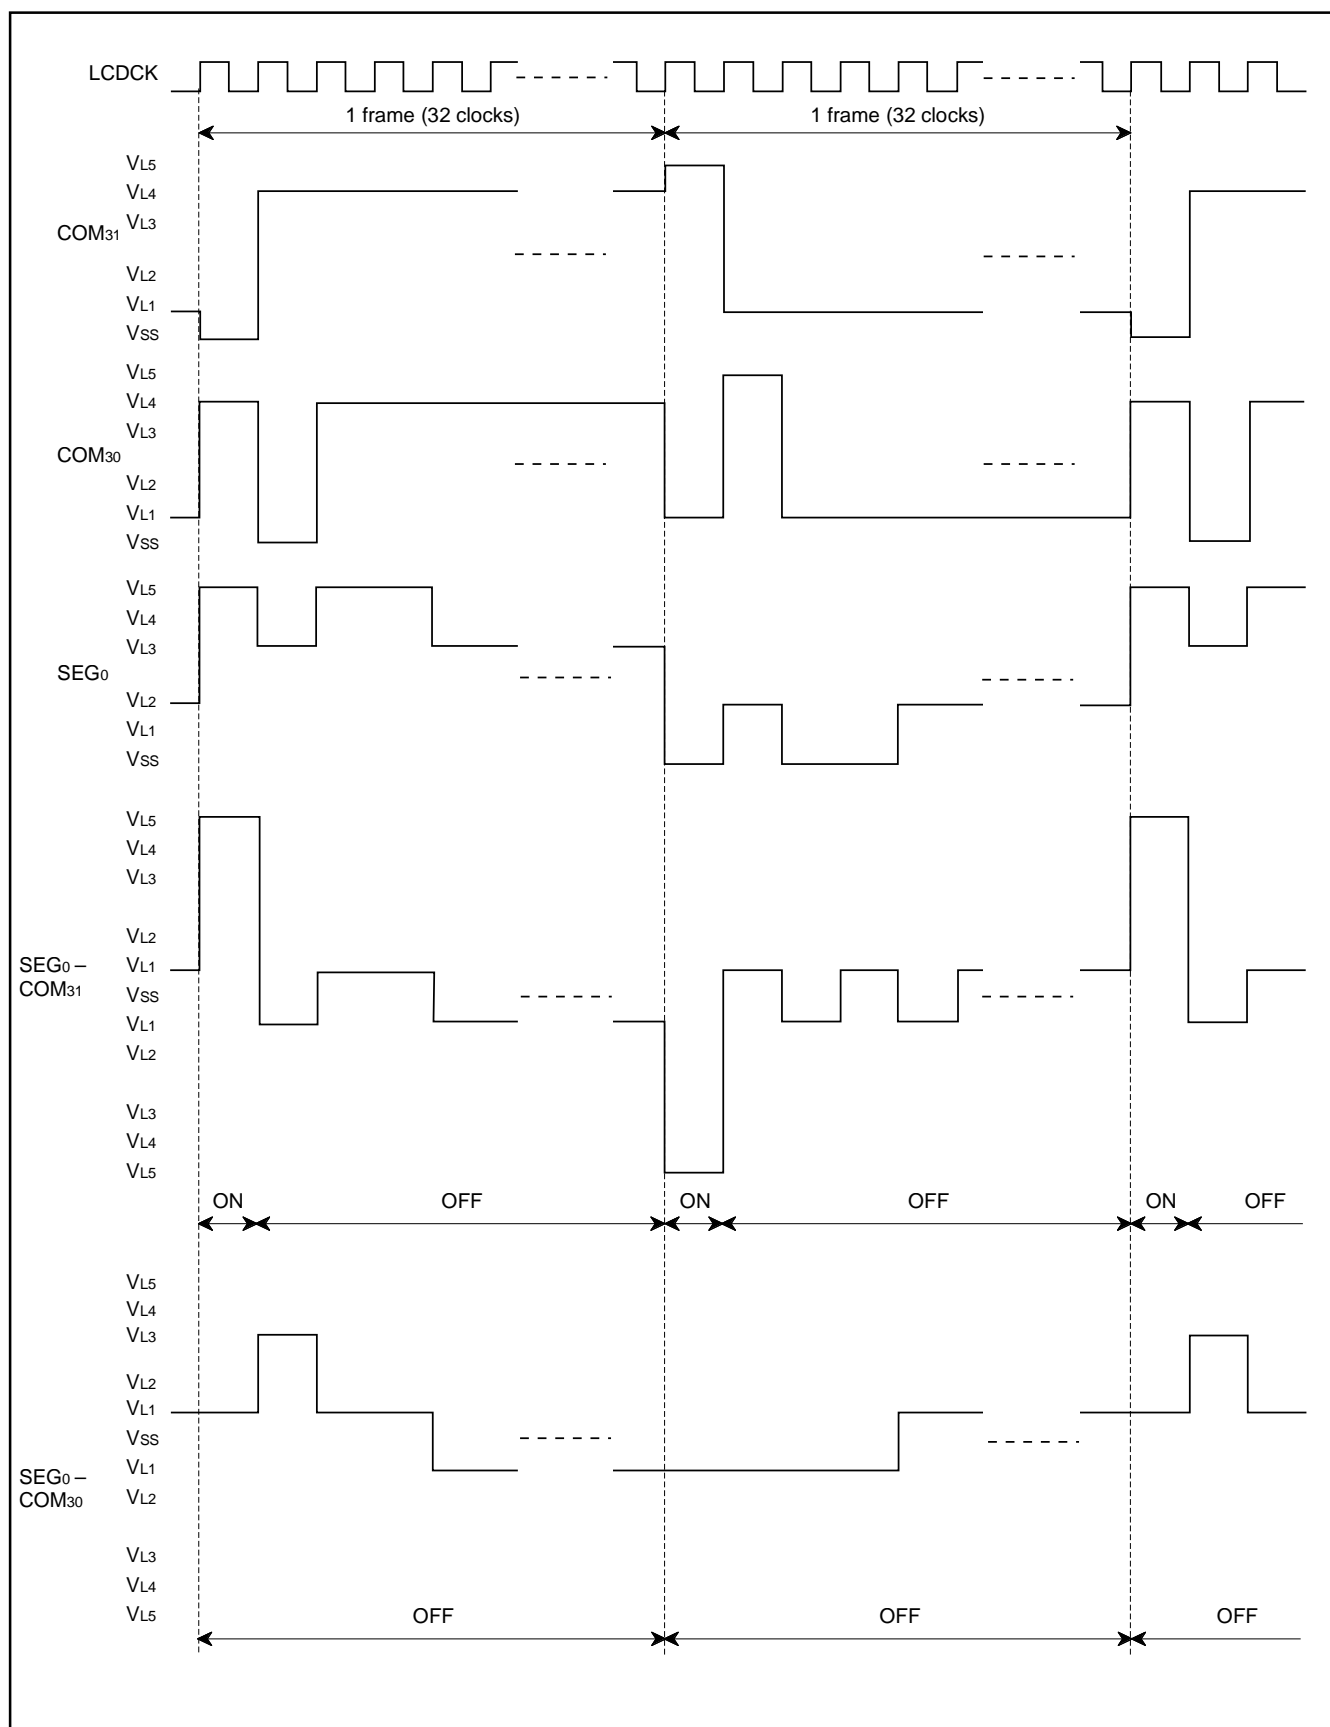 LCDCK
1 frame (32 clocks) 1 frame (32 clocks)
VL5
VL4
VL3
COM31
VL2
VL1
VSS
VL5
VL4
VL3
COM30
VL2
VL1
VSS
VL5
VL4
VL3
SEG0
VL2
VL1
VSS
VL5
VL4
VL3
VL2
SEG0 –
COM31
VL1
VSS
VL1
VL2
VL3
VL4
VL5
ON OFF ON OFF ON OFF
VL5
VL4
VL3
VL2
VL1
VSS
VL1
SEG0 –
COM30
VL2
VL3
VL4
VL5
OFF OFF OFF